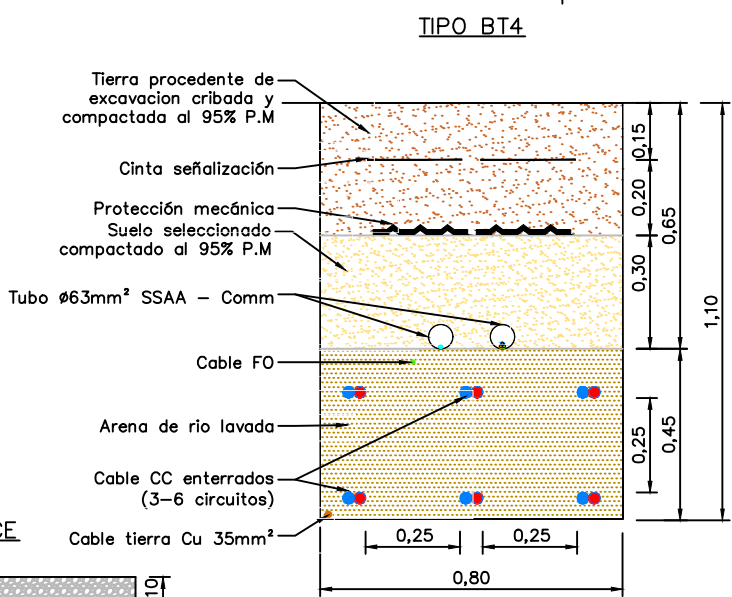 TIPO BT4
Tierra procedente de
excavacion cribada y
compactada al 95% P.M
Cinta señalización
Protección mecánica
Suelo seleccionado
compactado al 95% P.M
Tubo ø63mm² SSAA - Comm
Cable FO
Arena de rio lavada
Cable CC enterrados
(3-6 circuitos)
Cable tierra Cu 35mm²
0,15
0,20
0,30
0,65
1,10
0,25
0,45
0,25
0,25
0,80
CE
10